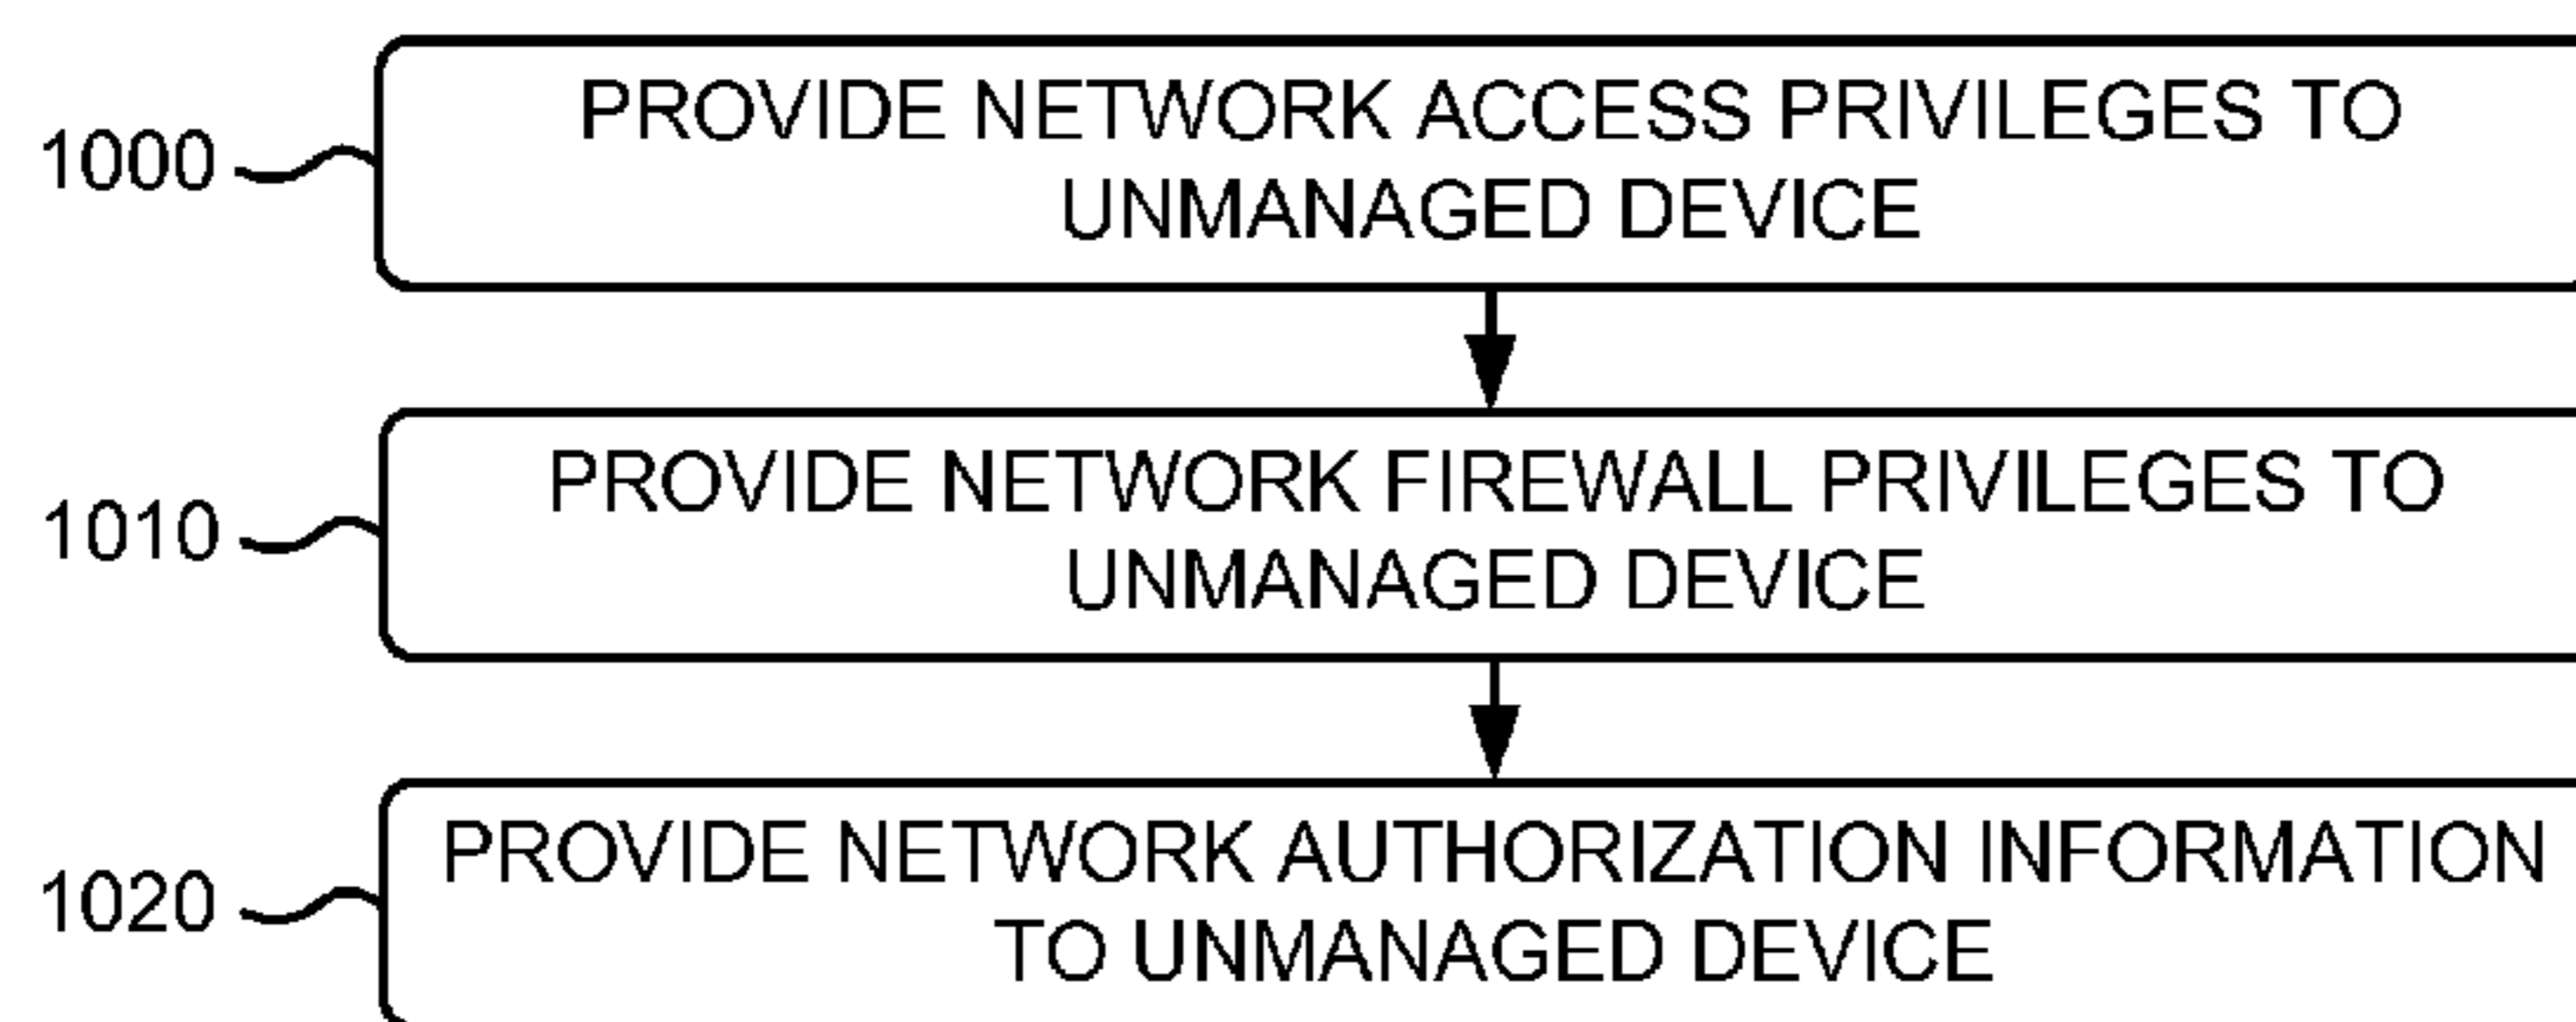 PROVIDE NETWORK ACCESS PRIVILEGES TO
1000
UNMANAGED DEVICE
PROVIDE NETWORK FIREWALL PRIVILEGES TO
1010
UNMANAGED DEVICE
PROVIDE NETWORK AUTHORIZATION INFORMATION
1020
TO UNMANAGED DEVICE